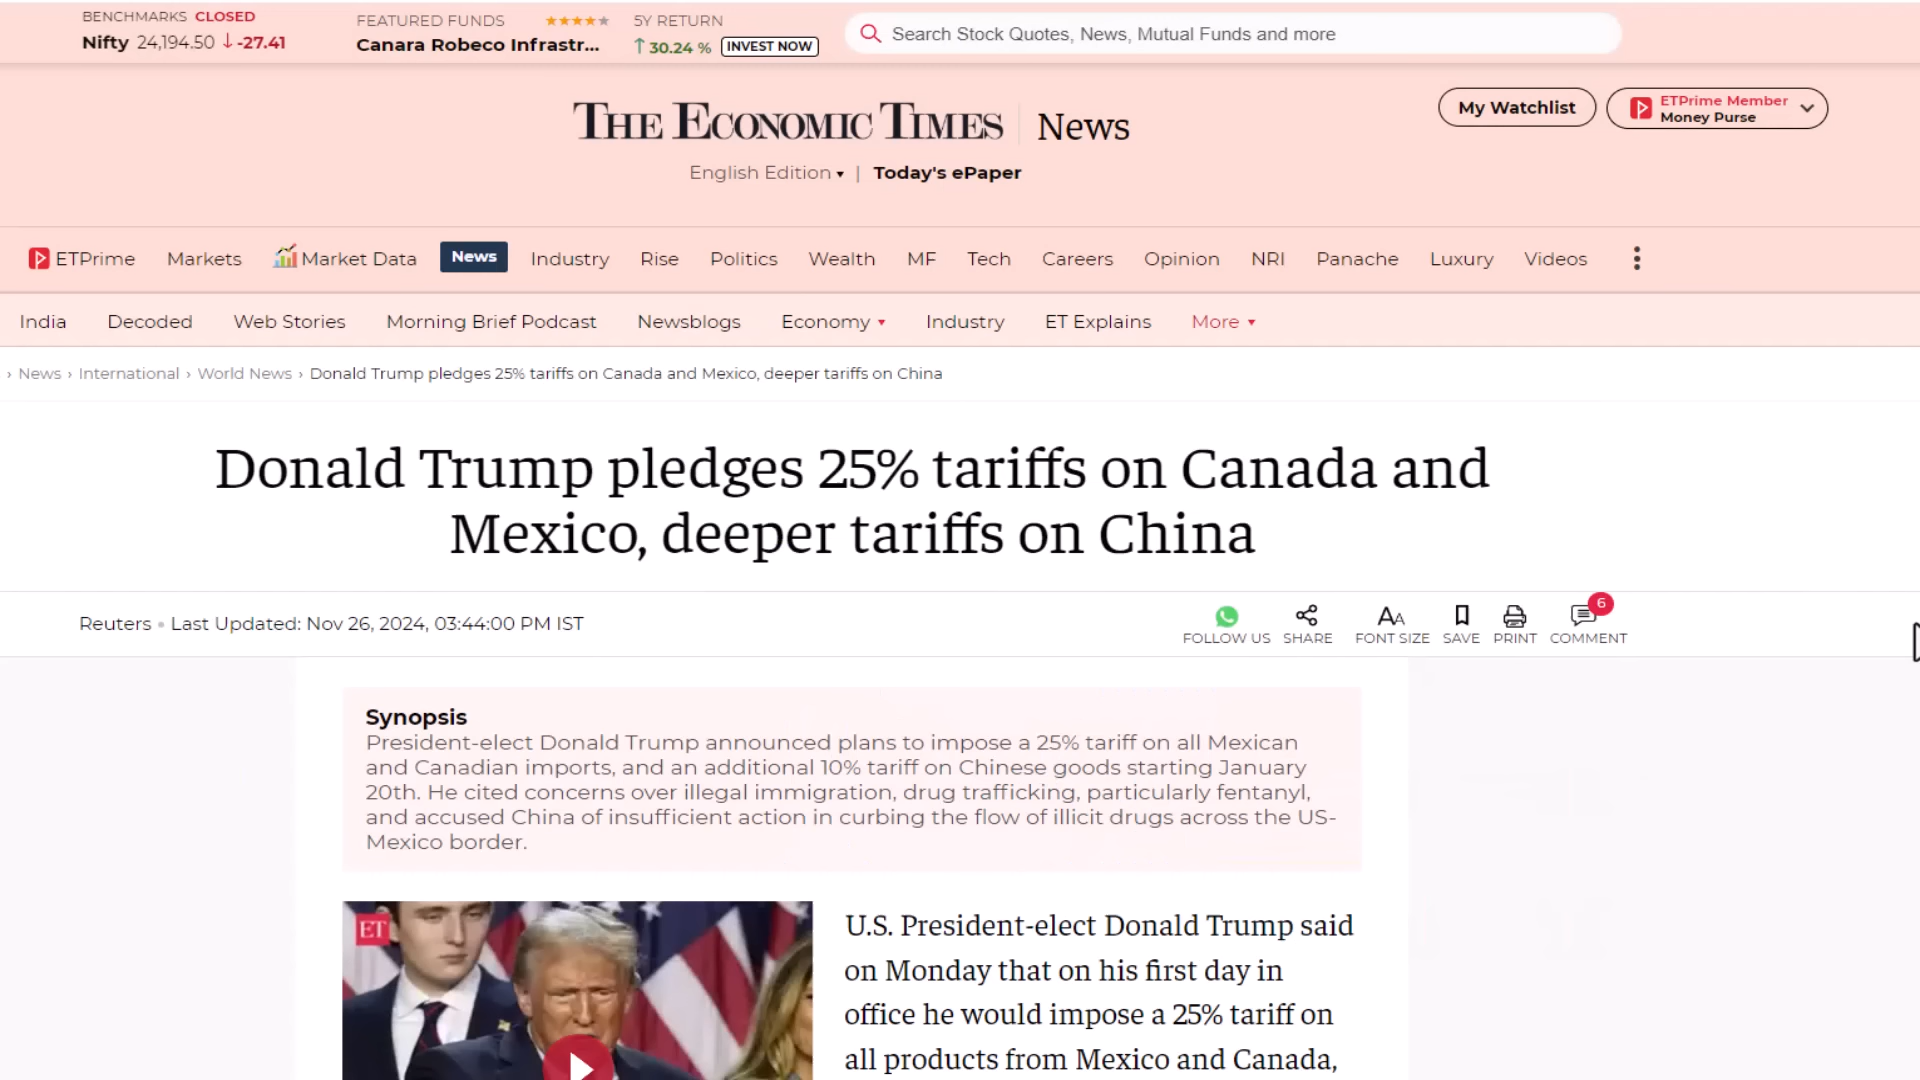 BENCHMARKS CLOSED
Nifty 24,194.50 ↓ -27.41
FEATURED FUNDS ★★★★★
Canara Robeco Infrastr...
5Y RETURN
↑ 30.24 % INVEST NOW
Search Stock Quotes, News, Mutual Funds and more
THE ECONOMIC TIMES News
My Watchlist
ETPrime Member
Money Purse
English Edition ▾ | Today's ePaper
ETPrime Markets Market Data News Industry Rise Politics Wealth MF Tech Careers Opinion NRI Panache Luxury Videos
India Decoded Web Stories Morning Brief Podcast Newsblogs Economy ▾ Industry ET Explains More ▾
› News › International › World News › Donald Trump pledges 25% tariffs on Canada and Mexico, deeper tariffs on China
Donald Trump pledges 25% tariffs on Canada and
Mexico, deeper tariffs on China
Reuters • Last Updated: Nov 26, 2024, 03:44:00 PM IST
FOLLOW US SHARE AA FONT SIZE SAVE PRINT 6 COMMENT
Synopsis
President-elect Donald Trump announced plans to impose a 25% tariff on all Mexican
and Canadian imports, and an additional 10% tariff on Chinese goods starting January
20th. He cited concerns over illegal immigration, drug trafficking, particularly fentanyl,
and accused China of insufficient action in curbing the flow of illicit drugs across the US-
Mexico border.
ET
U.S. President-elect Donald Trump said
on Monday that on his first day in
office he would impose a 25% tariff on
all products from Mexico and Canada,